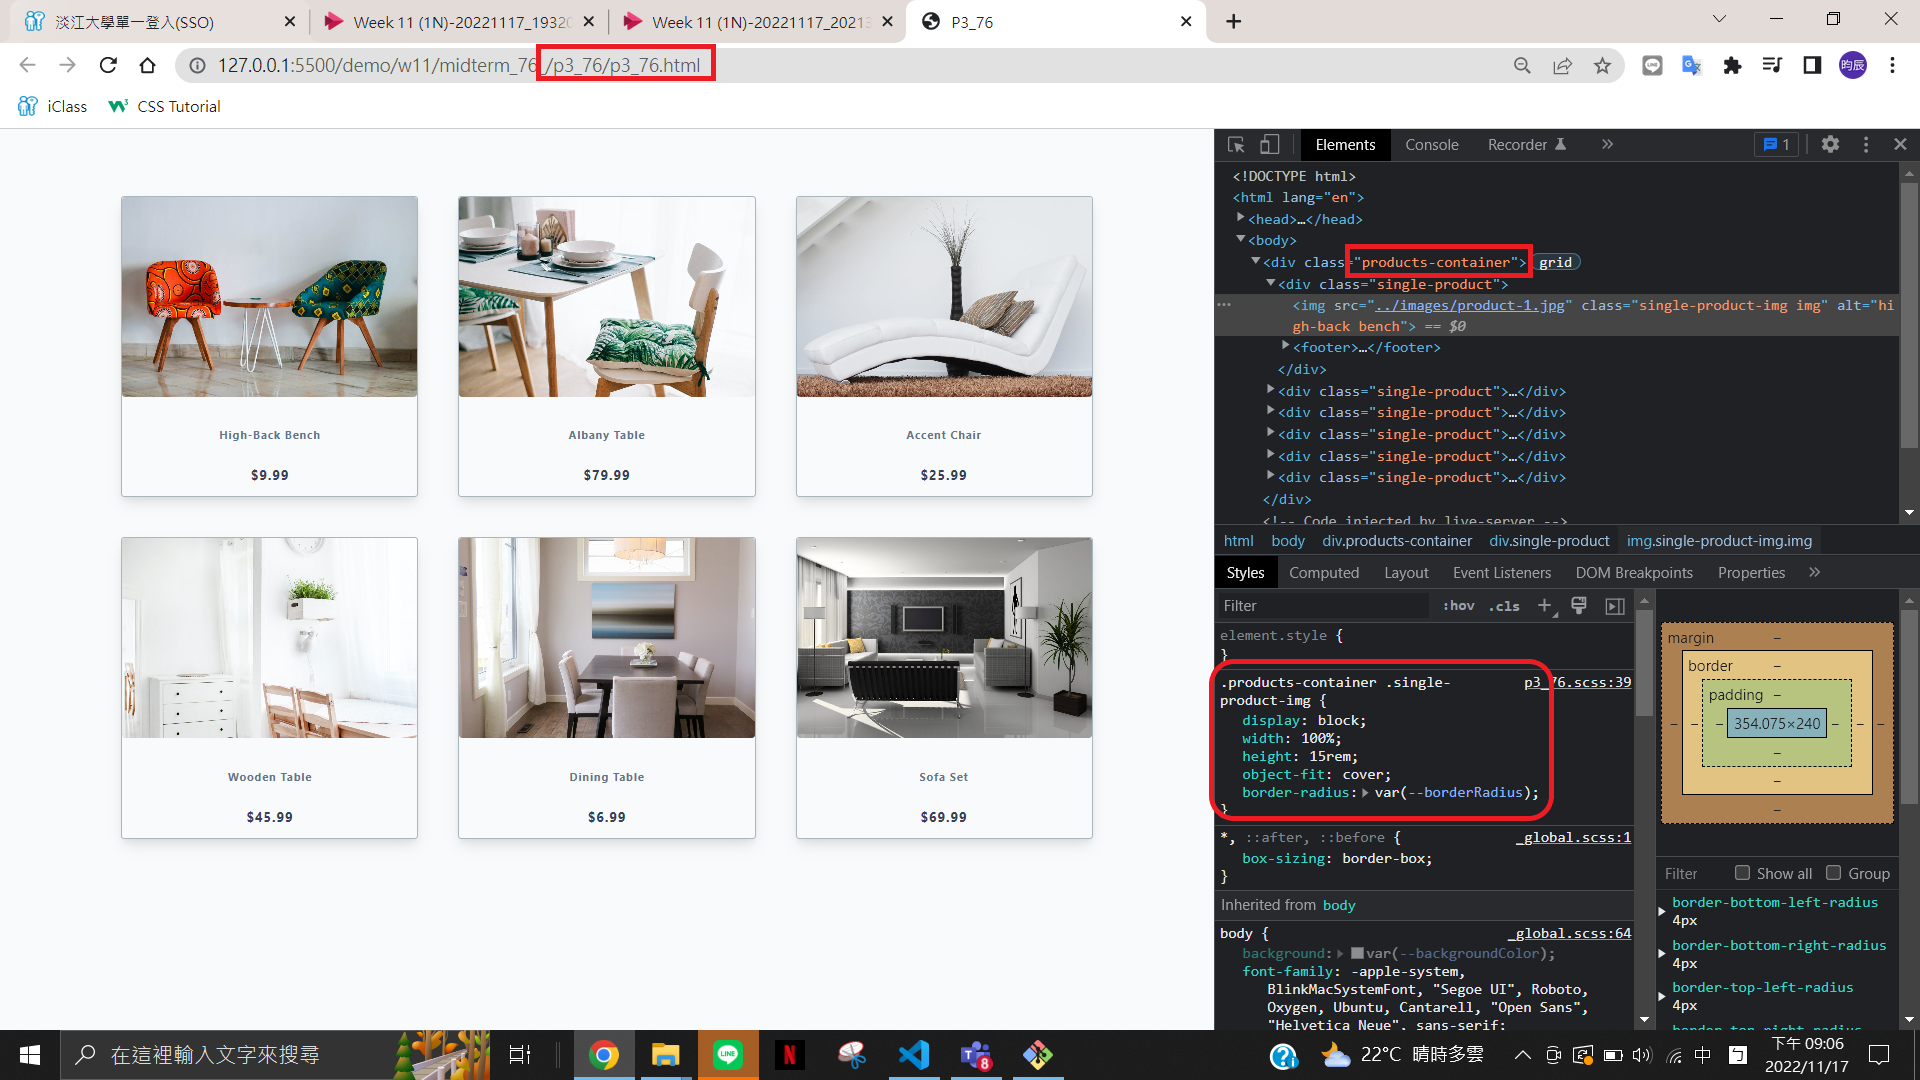 淡江大學單一登入(SSO)
Week 11 (1N)-20221117_1932
Week 11 (1N)-20221117_2021
P3_76
127.0.0.1:5500/demo/w11/midterm_76_/p3_76/p3_76.html
昀辰
iClass
CSS Tutorial
High-Back Bench
$9.99
Albany Table
$79.99
Accent Chair
$25.99
Wooden Table
$45.99
Dining Table
$6.99
Sofa Set
$69.99
Elements
Console
Recorder
1
<!DOCTYPE html>
<html lang="en">
<head>…</head>
<body>
<div class="products-container"> grid
<div class="single-product">
<img src="../images/product-1.jpg" class="single-product-img img" alt="hi
gh-back bench"> == $0
<footer>…</footer>
</div>
<div class="single-product">…</div>
<div class="single-product">…</div>
<div class="single-product">…</div>
<div class="single-product">…</div>
<div class="single-product">…</div>
</div>
<!-- Code injected by live-server -->
html body div.products-container div.single-product img.single-product-img.img
Styles Computed Layout Event Listeners DOM Breakpoints Properties
Filter
:hov .cls
element.style {
}
.products-container .single-
product-img {
p3_76.scss:39
display: block;
width: 100%;
height: 15rem;
object-fit: cover;
border-radius: var(--borderRadius);
}
*, ::after, ::before {
_global.scss:1
box-sizing: border-box;
}
Inherited from body
body {
_global.scss:64
background: var(--backgroundColor);
font-family: -apple-system,
BlinkMacSystemFont, "Segoe UI", Roboto,
Oxygen, Ubuntu, Cantarell, "Open Sans",
"Helvetica Neue", sans-serif;
margin –
border –
padding –
– – – 354.075×240 – – –
–
–
–
Filter
Show all
Group
border-bottom-left-radius
4px
border-bottom-right-radius
4px
border-top-left-radius
4px
border-top-right-radius
在這裡輸入文字來搜尋
LINE
N
8
22°C 晴時多雲
中
下午 09:06
2022/11/17